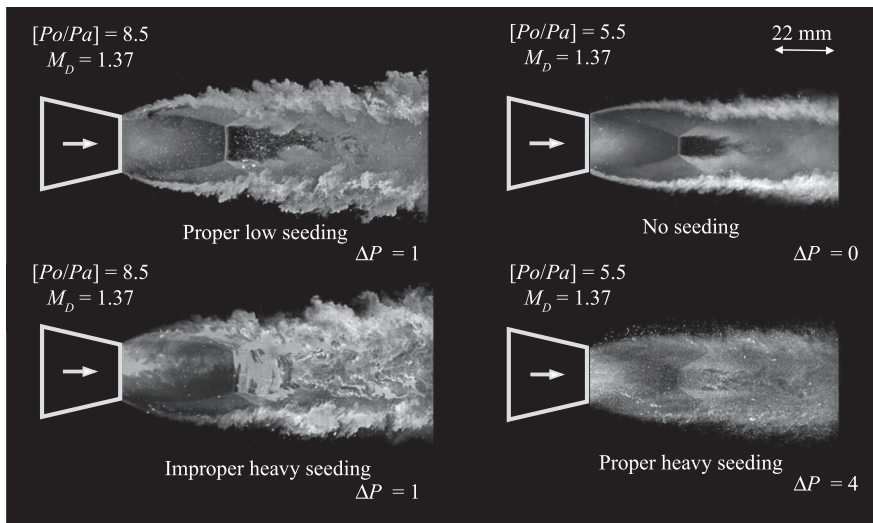 [Po/Pa] = 8.5
M_D = 1.37
Proper low seeding
ΔP = 1
[Po/Pa] = 5.5
M_D = 1.37
22 mm
No seeding
ΔP = 0
[Po/Pa] = 8.5
M_D = 1.37
Improper heavy seeding
ΔP = 1
[Po/Pa] = 5.5
M_D = 1.37
Proper heavy seeding
ΔP = 4